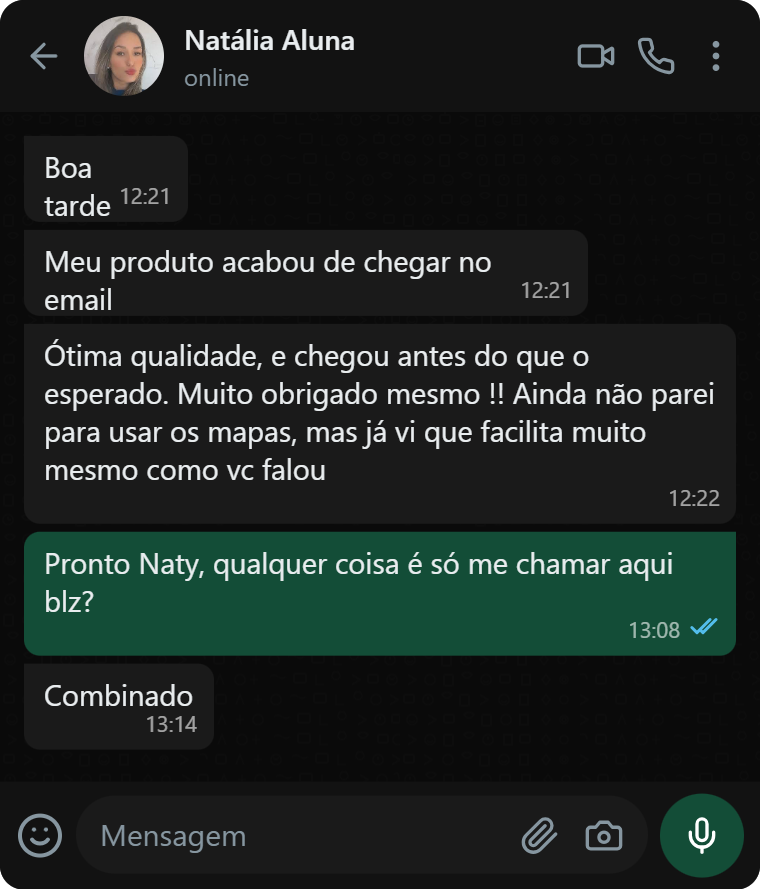 Natália Aluna
online
Boa
tarde 12:21
Meu produto acabou de chegar no
email 12:21
Ótima qualidade, e chegou antes do que o
esperado. Muito obrigado mesmo !! Ainda não parei
para usar os mapas, mas já vi que facilita muito
mesmo como vc falou
12:22
Pronto Naty, qualquer coisa é só me chamar aqui
blz?
13:08
Combinado
13:14
Mensagem